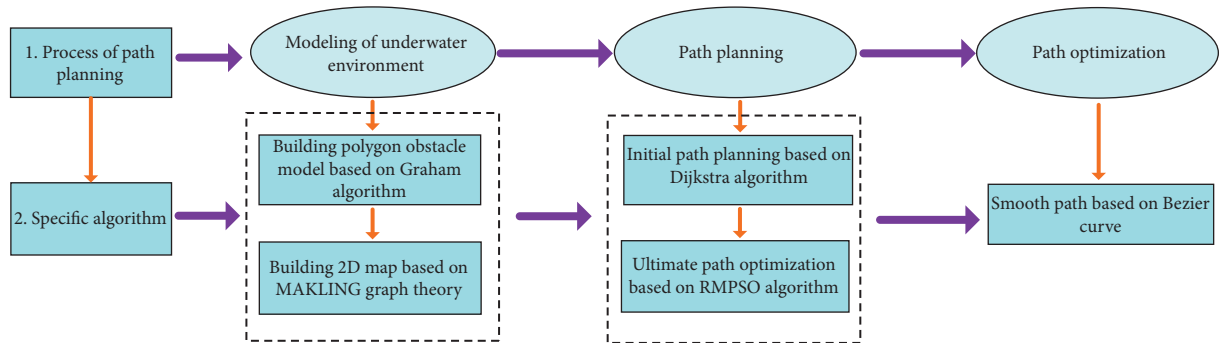 1. Process of path
planning
Modeling of underwater
environment
Path planning
Path optimization
Building polygon obstacle
model based on Graham
algorithm
Initial path planning based on
Dijkstra algorithm
2. Specific algorithm
Smooth path based on Bezier
curve
Building 2D map based on
MAKLING graph theory
Ultimate path optimization
based on RMPSO algorithm